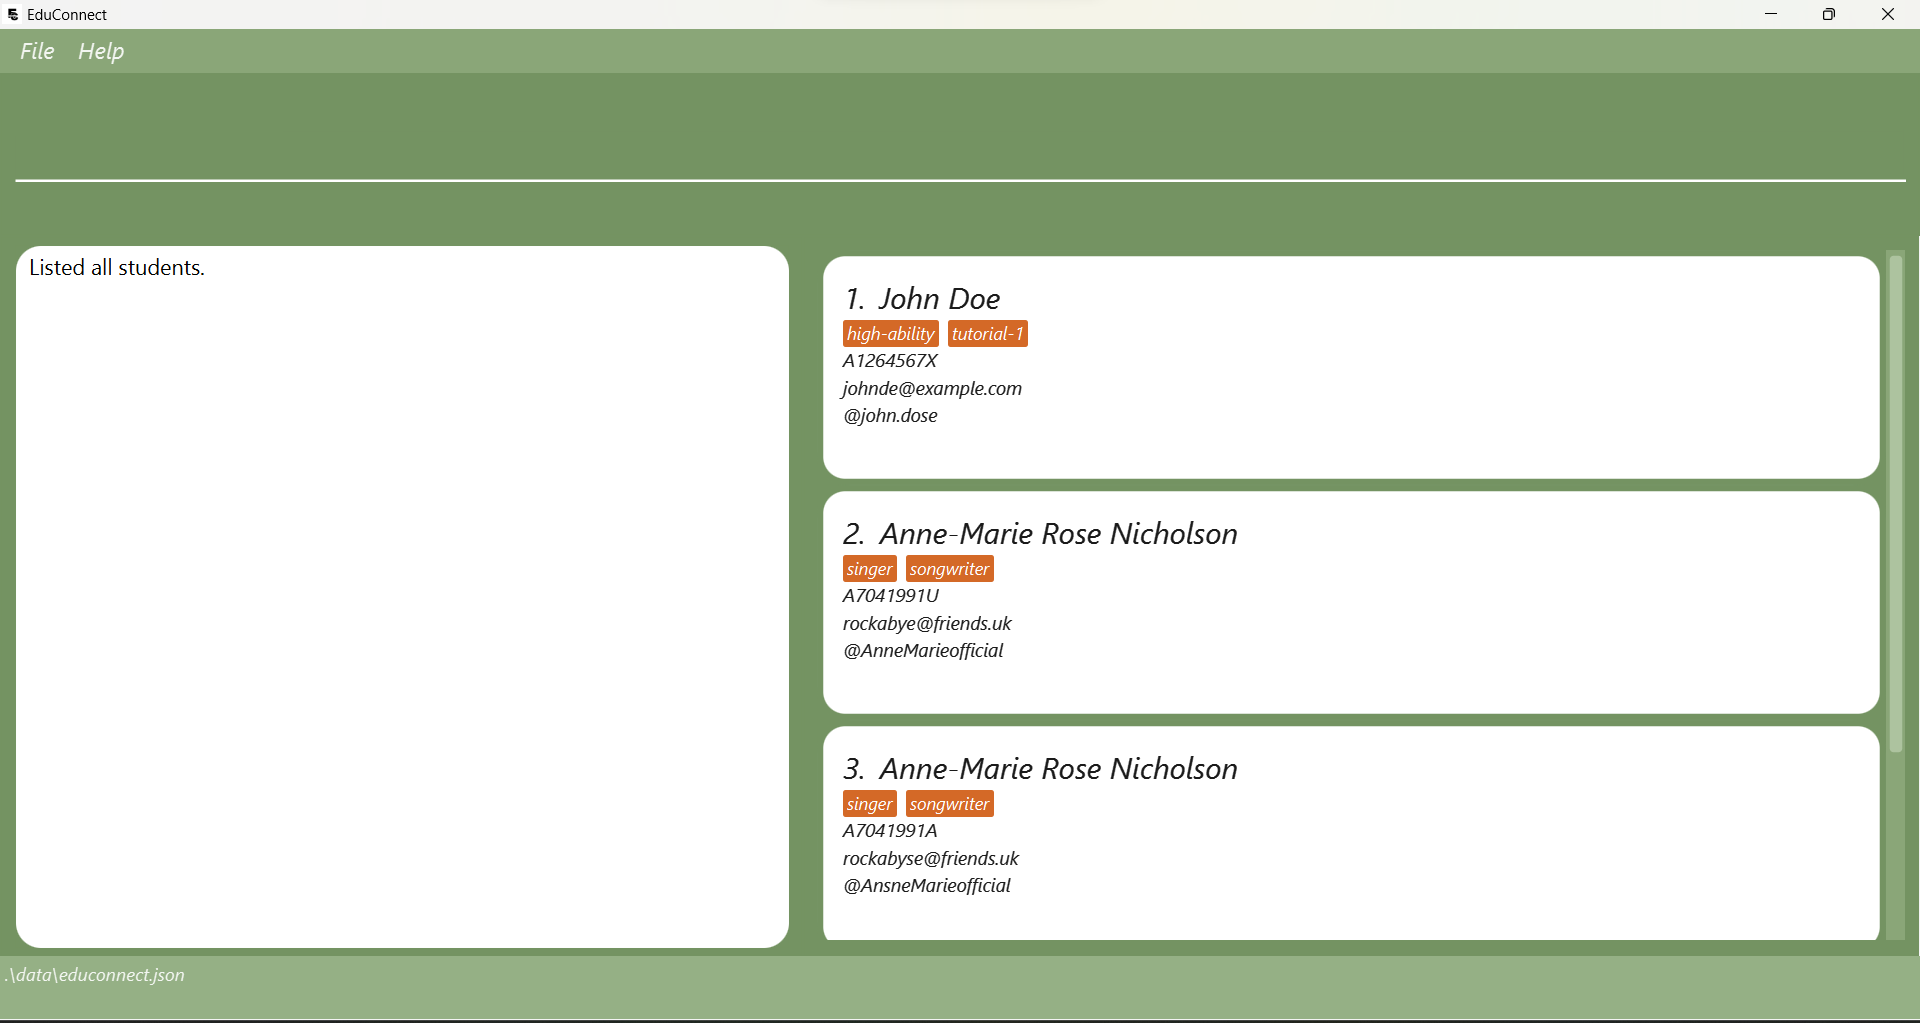 EduConnect
File Help
Listed all students.
1. John Doe
high-ability tutorial-1
A1264567X
johnde@example.com
@john.dose
2. Anne-Marie Rose Nicholson
singer songwriter
A7041991U
rockabye@friends.uk
@AnneMarieofficial
3. Anne-Marie Rose Nicholson
singer songwriter
A7041991A
rockabyse@friends.uk
@AnsneMarieofficial
.\data\educonnect.json